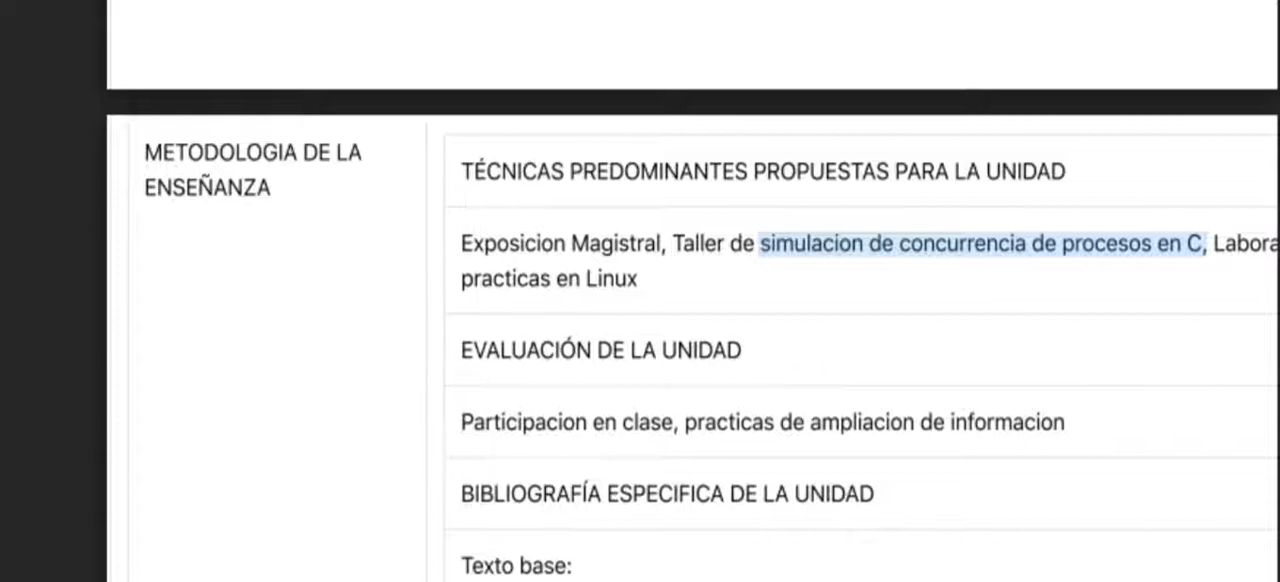 METODOLOGIA DE LA
ENSEÑANZA
TÉCNICAS PREDOMINANTES PROPUESTAS PARA LA UNIDAD
Exposicion Magistral, Taller de simulacion de concurrencia de procesos en C,
practicas en Linux
EVALUACIÓN DE LA UNIDAD
Participacion en clase, practicas de ampliacion de informacion
BIBLIOGRAFÍA ESPECIFICA DE LA UNIDAD
Texto base: